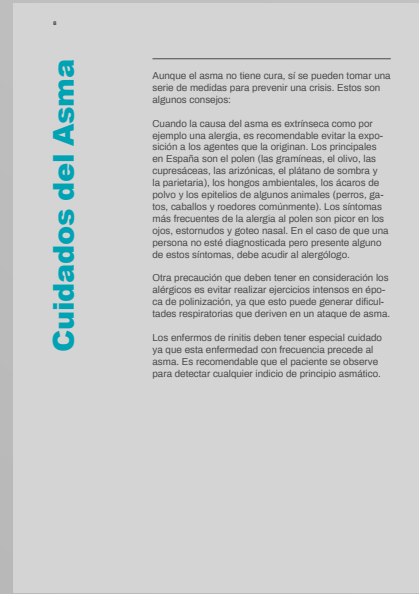 8
Cuidados del Asma
Aunque el asma no tiene cura, sí se pueden tomar una
serie de medidas para prevenir una crisis. Estos son
algunos consejos:
Cuando la causa del asma es extrínseca como por
ejemplo una alergia, es recomendable evitar la expo-
sición a los agentes que la originan. Los principales
en España son el polen (las gramíneas, el olivo, las
cupresáceas, las arizónicas, el plátano de sombra y
la parietaria), los hongos ambientales, los ácaros de
polvo y los epitelios de algunos animales (perros, ga-
tos, caballos y roedores comúnmente). Los síntomas
más frecuentes de la alergia al polen son picor en los
ojos, estornudos y goteo nasal. En el caso de que una
persona no esté diagnosticada pero presente alguno
de estos síntomas, debe acudir al alergólogo.
Otra precaución que deben tener en consideración los
alérgicos es evitar realizar ejercicios intensos en épo-
ca de polinización, ya que esto puede generar dificul-
tades respiratorias que deriven en un ataque de asma.
Los enfermos de rinitis deben tener especial cuidado
ya que esta enfermedad con frecuencia precede al
asma. Es recomendable que el paciente se observe
para detectar cualquier indicio de principio asmático.